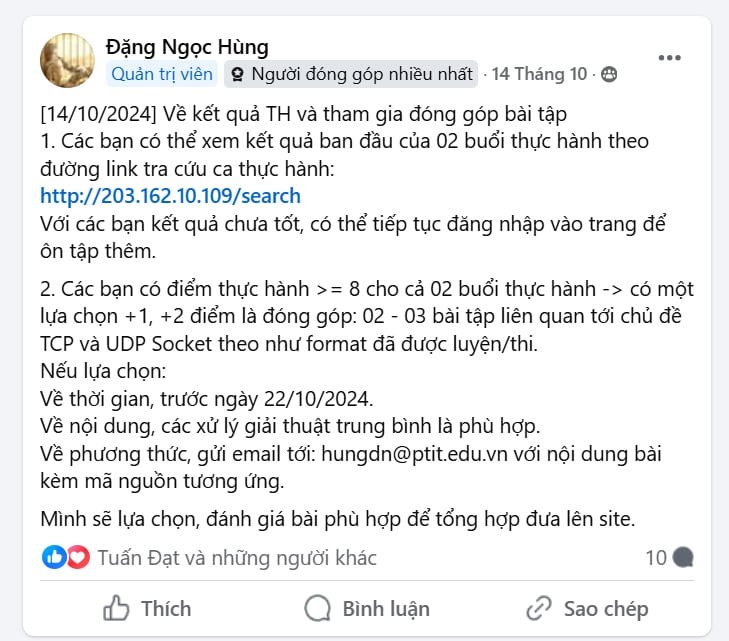 Đặng Ngọc Hùng
Quản trị viên Người đóng góp nhiều nhất · 14 Tháng 10 ·
[14/10/2024] Về kết quả TH và tham gia đóng góp bài tập
1. Các bạn có thể xem kết quả ban đầu của 02 buổi thực hành theo
đường link tra cứu ca thực hành:
http://203.162.10.109/search
Với các bạn kết quả chưa tốt, có thể tiếp tục đăng nhập vào trang để
ôn tập thêm.
2. Các bạn có điểm thực hành >= 8 cho cả 02 buổi thực hành -> có một
lựa chọn +1, +2 điểm là đóng góp: 02 - 03 bài tập liên quan tới chủ đề
TCP và UDP Socket theo như format đã được luyện/thi.
Nếu lựa chọn:
Về thời gian, trước ngày 22/10/2024.
Về nội dung, các xử lý giải thuật trung bình là phù hợp.
Về phương thức, gửi email tới: hungdn@ptit.edu.vn với nội dung bài
kèm mã nguồn tương ứng.
Mình sẽ lựa chọn, đánh giá bài phù hợp để tổng hợp đưa lên site.
Tuấn Đạt và những người khác 10
Thích Bình luận Sao chép